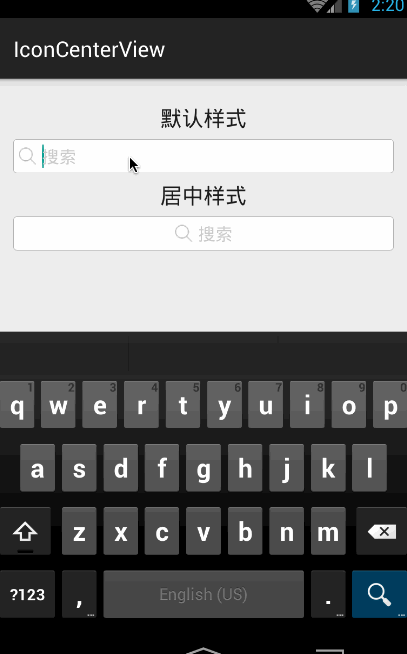 2:20
IconCenterView
默认样式
搜索
居中样式
搜索
1 2 3 4 5 6 7 8 9 0
q w e r t y u i o p
a s d f g h j k l
z x c v b n m
?123 , ... English (US) . ... ...